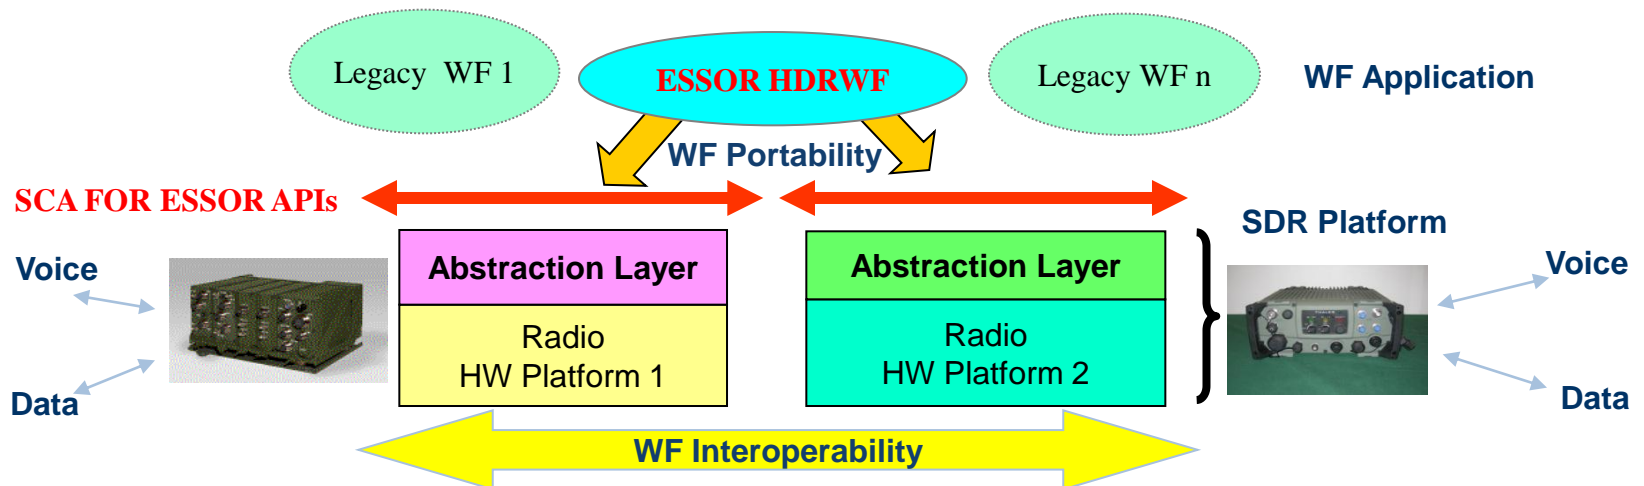 Legacy WF 1
ESSOR HDRWF
Legacy WF n
WF Application
WF Portability
SCA FOR ESSOR APIs
SDR Platform
Voice
Abstraction Layer
Abstraction Layer
Voice
Radio
HW Platform 1
Radio
HW Platform 2
Data
Data
WF Interoperability